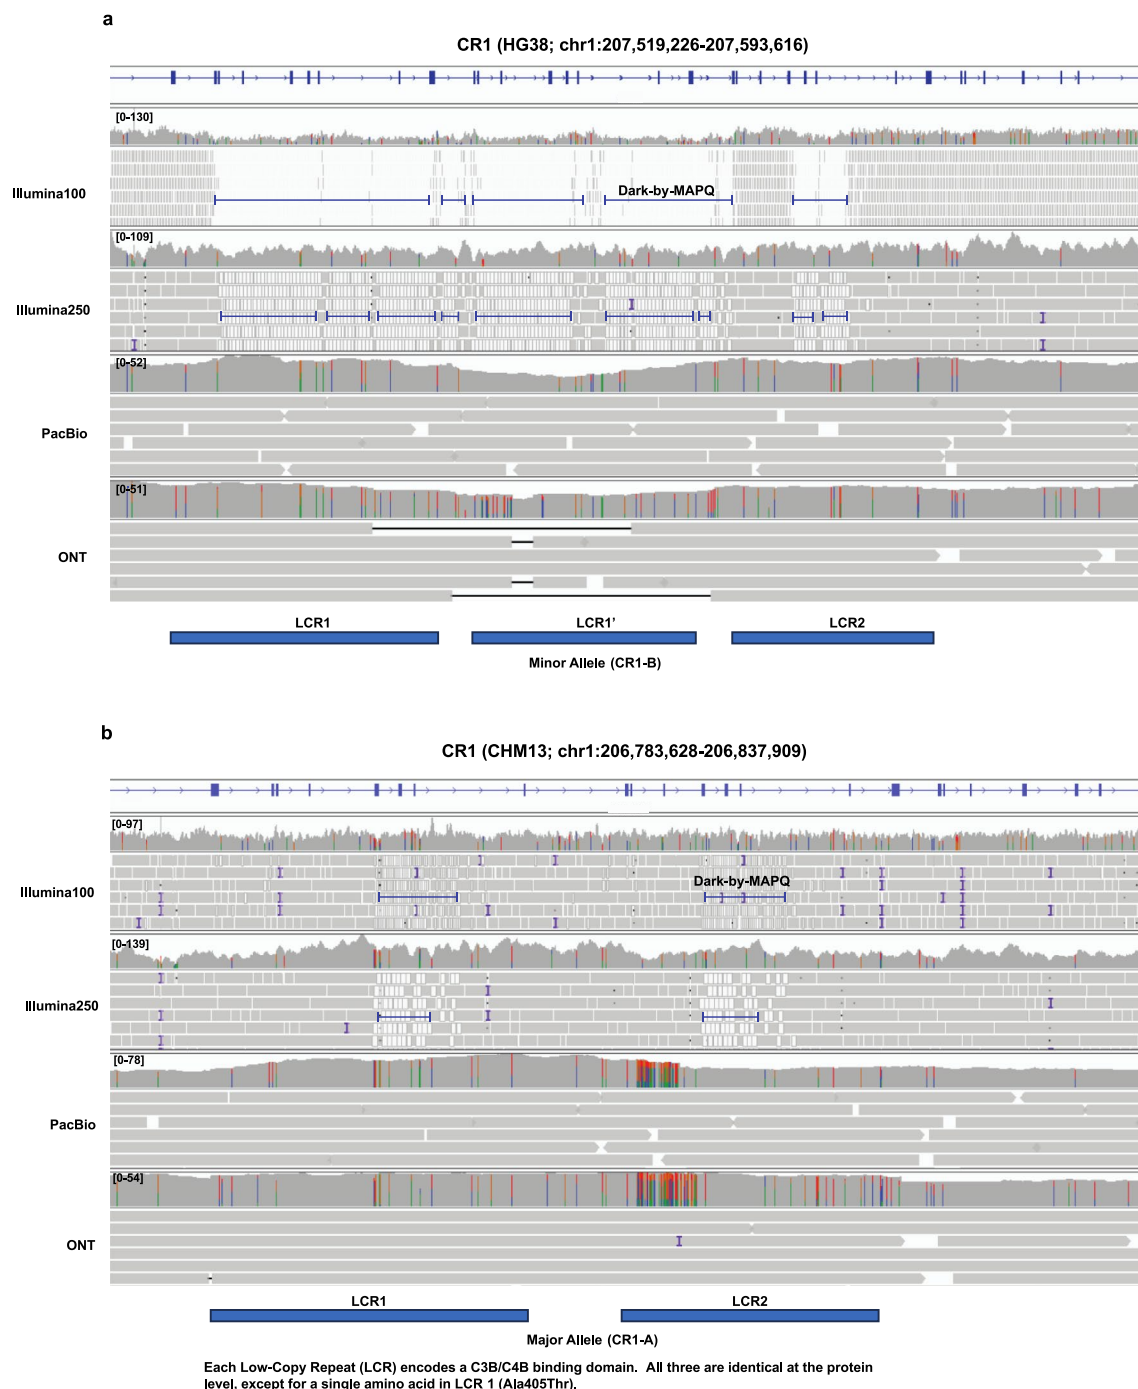 a
CR1 (HG38; chr1:207,519,226-207,593,616)
[0-130]
Illumina100
Dark-by-MAPQ
[0-109]
Illumina250
[0-52]
PacBio
[0-51]
ONT
LCR1
LCR1'
LCR2
Minor Allele (CR1-B)
b
CR1 (CHM13; chr1:206,783,628-206,837,909)
[0-97]
Illumina100
Dark-by-MAPQ
[0-139]
Illumina250
[0-78]
PacBio
[0-54]
ONT
LCR1
LCR2
Major Allele (CR1-A)
Each Low-Copy Repeat (LCR) encodes a C3B/C4B binding domain. All three are identical at the protein
level, except for a single amino acid in LCR 1 (Ala405Thr).